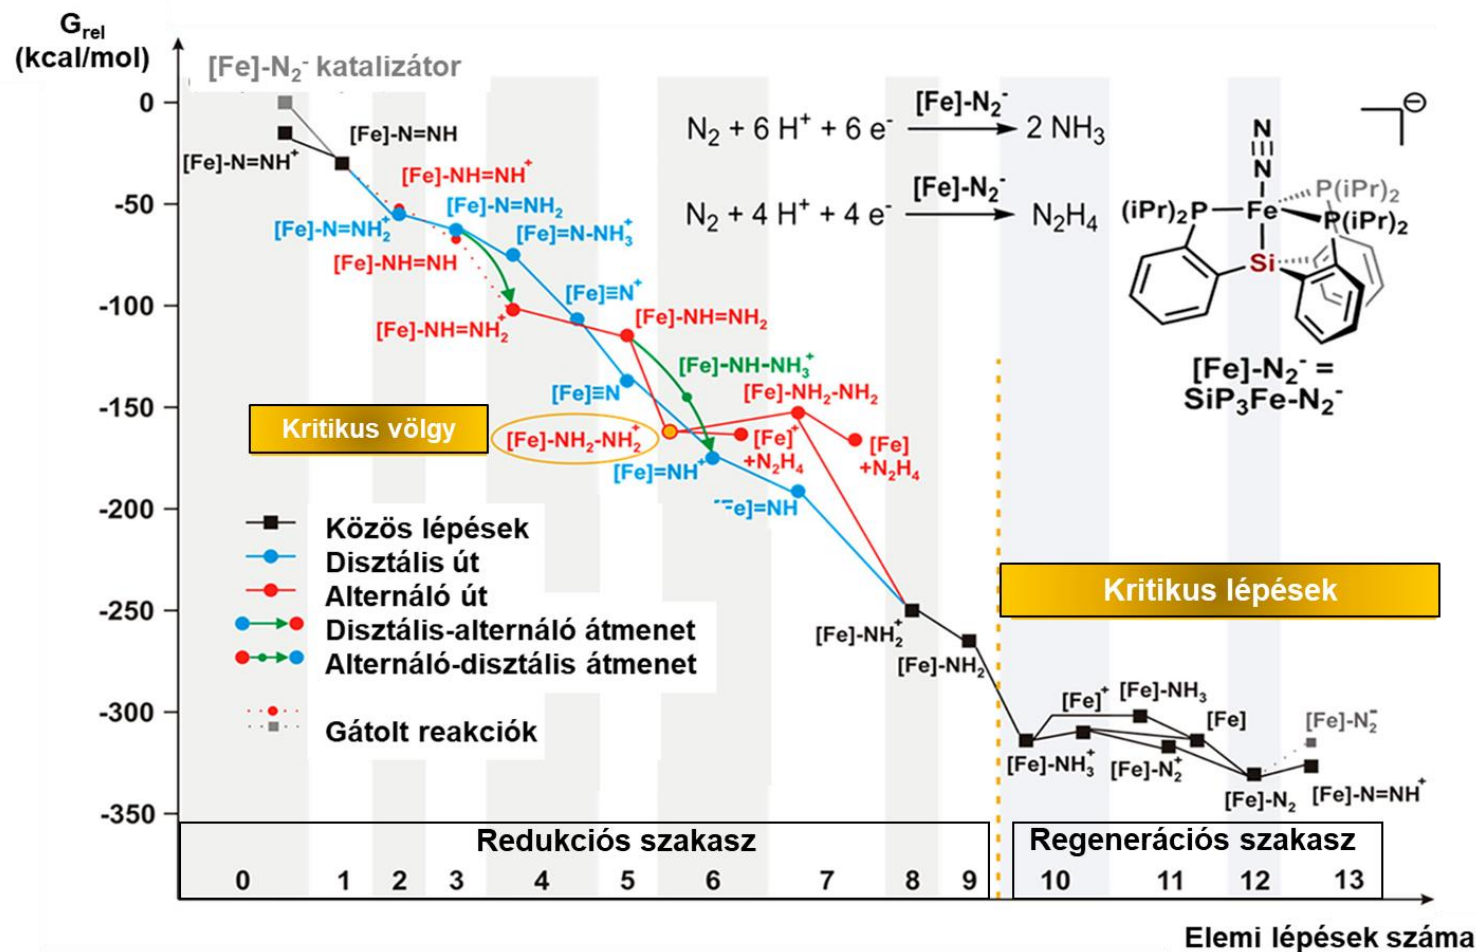 G_rel
(kcal/mol)
[Fe]-N₂⁻ katalizátor
0
-50
-100
-150
-200
-250
-300
-350
[Fe]-N=NH⁺
[Fe]-N=NH
[Fe]-NH=NH⁺
[Fe]-N=NH₂
[Fe]-N=NH₂⁺
[Fe]=N-NH₃⁺
[Fe]-NH=NH
[Fe]≡N⁺
[Fe]-NH=NH₂⁺
[Fe]-NH=NH₂
[Fe]-NH-NH₃⁺
[Fe]≡N
[Fe]-NH₂-NH₂
Kritikus völgy
[Fe]-NH₂-NH₂⁺
[Fe]⁺
+N₂H₄
[Fe]
+N₂H₄
[Fe]=NH⁺
e]=NH
N₂ + 6 H⁺ + 6 e⁻ [Fe]-N₂⁻ 2 NH₃
N₂ + 4 H⁺ + 4 e⁻ [Fe]-N₂⁻ N₂H₄
⊖
N
N
P(iPr)₂
(iPr)₂P Fe P(iPr)₂
Si
[Fe]-N₂⁻ =
SiP₃Fe-N₂⁻
Közös lépések
Disztális út
Alternáló út
Disztális-alternáló átmenet
Alternáló-disztális átmenet
Gátolt reakciók
Kritikus lépések
[Fe]-NH₂⁺
[Fe]-NH₂
[Fe]⁺
[Fe]-NH₃
[Fe]
[Fe]-N₂⁻
[Fe]-NH₃⁺
[Fe]-N₂⁺
[Fe]-N₂
[Fe]-N=NH⁺
Redukciós szakasz
Regenerációs szakasz
0 1 2 3 4 5 6 7 8 9 10 11 12 13
Elemi lépések száma